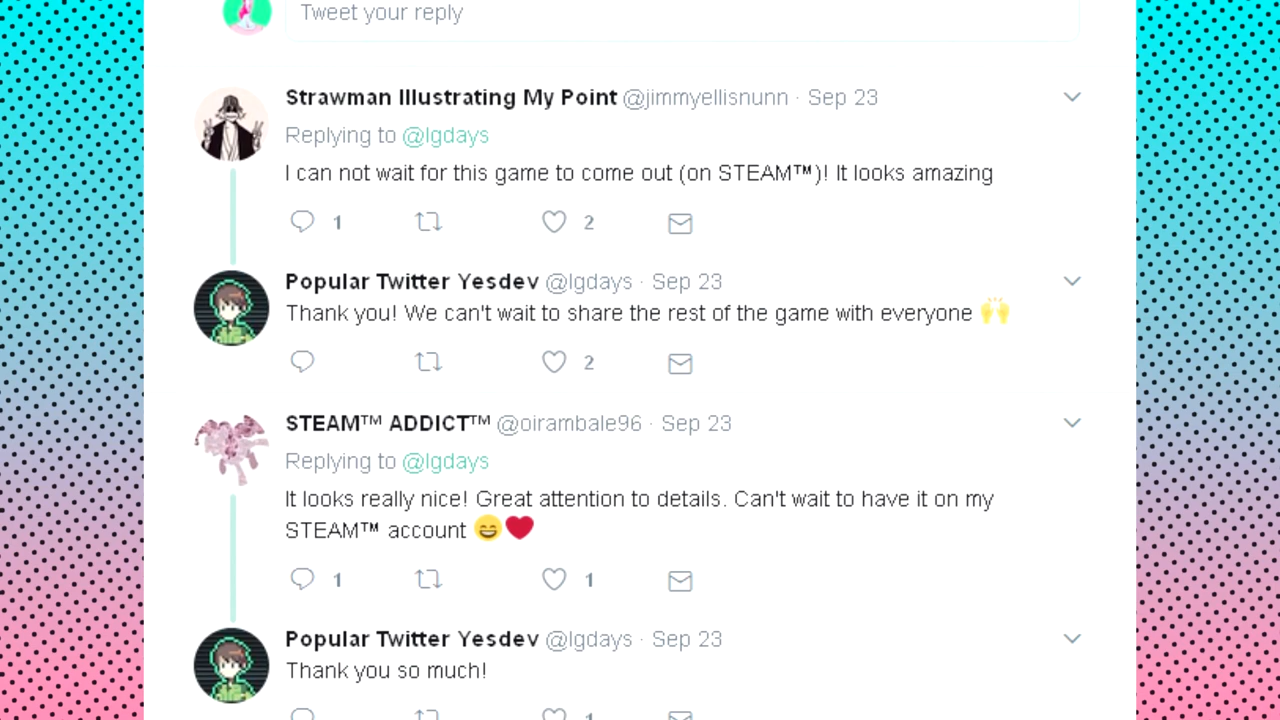 Tweet your reply
Strawman Illustrating My Point @jimmyellisnunn · Sep 23
Replying to @lgdays
I can not wait for this game to come out (on STEAM™)! It looks amazing
1 2
Popular Twitter Yesdev @lgdays · Sep 23
Thank you! We can't wait to share the rest of the game with everyone 🙌
2
STEAM™ ADDICT™ @oirambale96 · Sep 23
Replying to @lgdays
It looks really nice! Great attention to details. Can't wait to have it on my
STEAM™ account 😄❤️
1 1
Popular Twitter Yesdev @lgdays · Sep 23
Thank you so much!
1